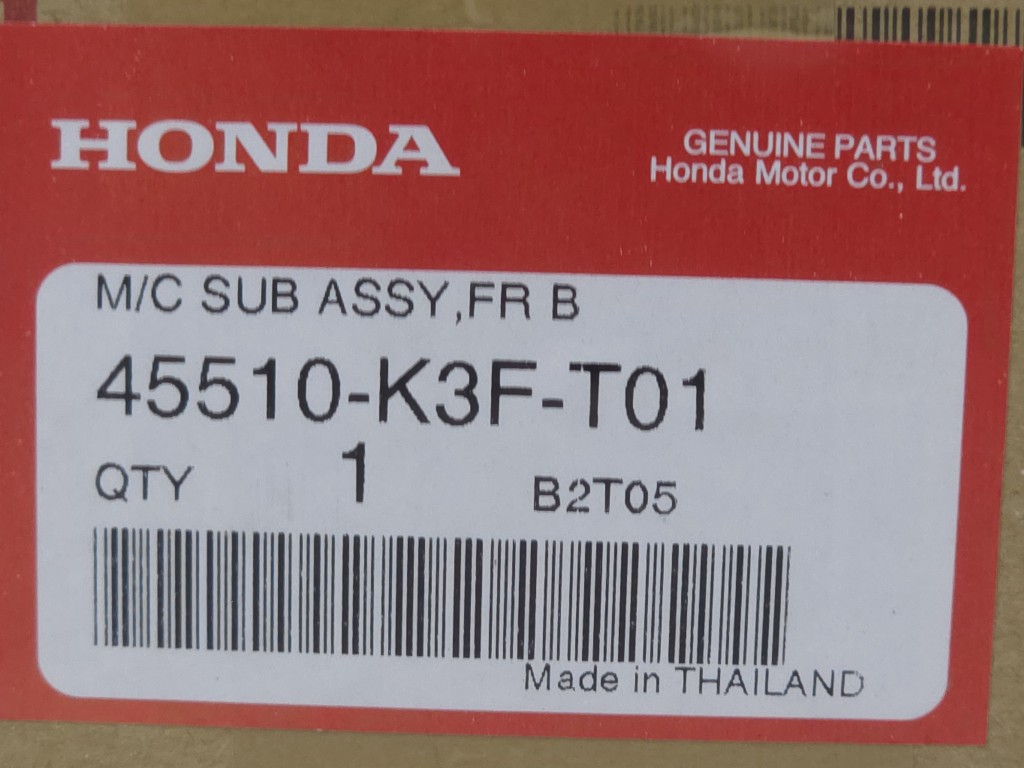 HONDA
GENUINE PARTS
Honda Motor Co., Ltd.
M/C SUB ASSY,FR B
45510-K3F-T01
QTY 1 B2T05
Made in THAILAND